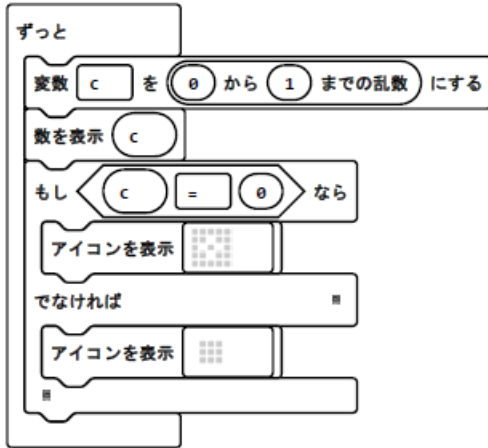 ずっと
変数 c を 0 から 1 までの乱数 にする
数を表示 c
もし c = 0 なら
アイコンを表示
でなければ
アイコンを表示